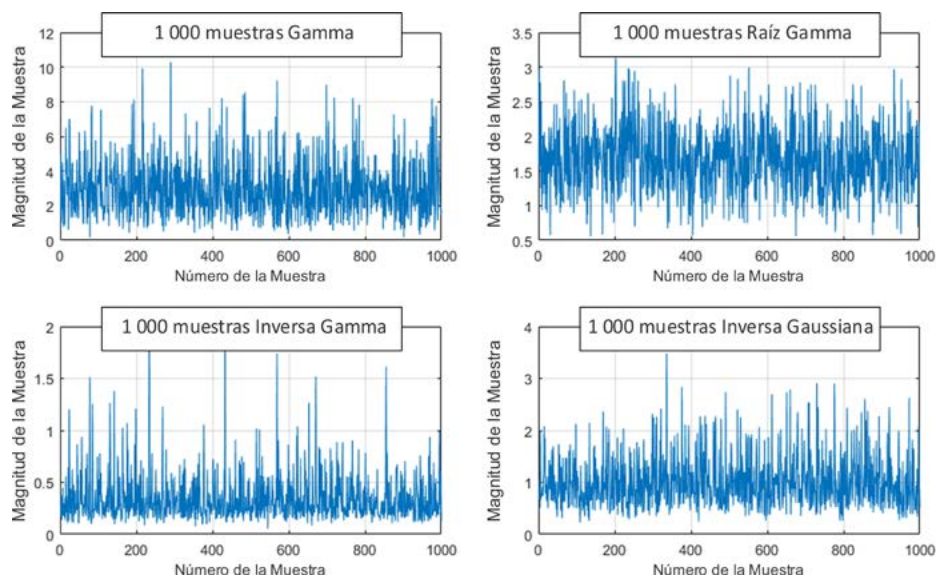 1 000 muestras Gamma
Magnitud de la Muestra
12
10
8
6
4
2
0
0 200 400 600 800 1000
Número de la Muestra
1 000 muestras Raíz Gamma
Magnitud de la Muestra
3.5
3
2.5
2
1.5
1
0.5
0 200 400 600 800 1000
Número de la Muestra
1 000 muestras Inversa Gamma
Magnitud de la Muestra
2
1.5
1
0.5
0
0 200 400 600 800 1000
Número de la Muestra
1 000 muestras Inversa Gaussiana
Magnitud de la Muestra
4
3
2
1
0
0 200 400 600 800 1000
Número de la Muestra